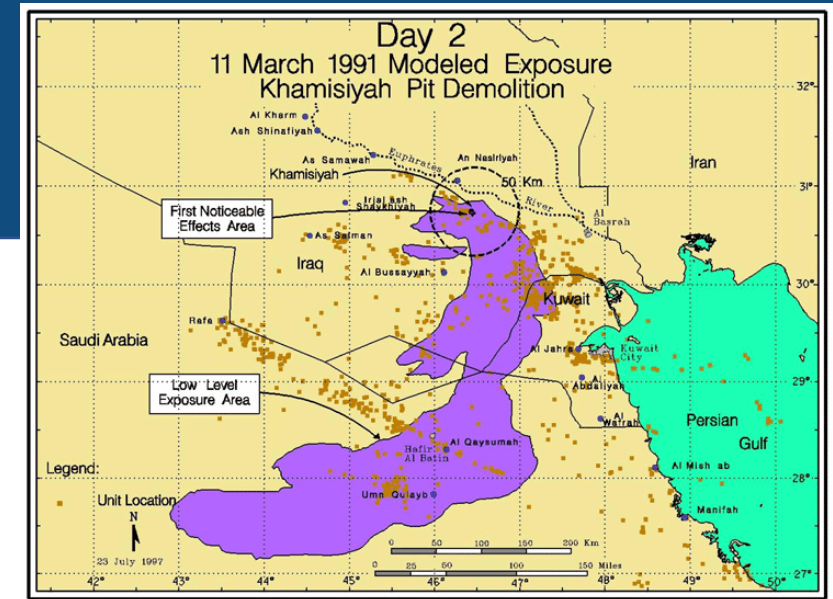 Day 2
11 March 1991 Modeled Exposure
Khamisiyah Pit Demolition
32°
Al Kharm
Ash Shinafiyah
As Samawah
Euphrates
An Nasiriyah
Iran
Khamisiyah
50 Km
31°
River
Irjal ash
Shaykhiyah
First Noticeable
Effects Area
Al
Basrah
As Salman
Iraq
Al Bussayyah
30°
Kuwait
Rafa
Saudi Arabia
Al Jahra
Kuwait
City
29°
Low Level
Exposure Area
Al
Abdaliyah
Al
Wafrah
Persian
Gulf
Al Qaysumah
Hafir
Al Batin
Legend:
Al Mish ab
28°
Umn Qulayb
Unit Location
Manifah
N
23 July 1997
0 50 100 150 200 Km
0 25 50 100 150 Miles
42° 43° 44° 45° 46° 47° 48° 49° 50° 27°